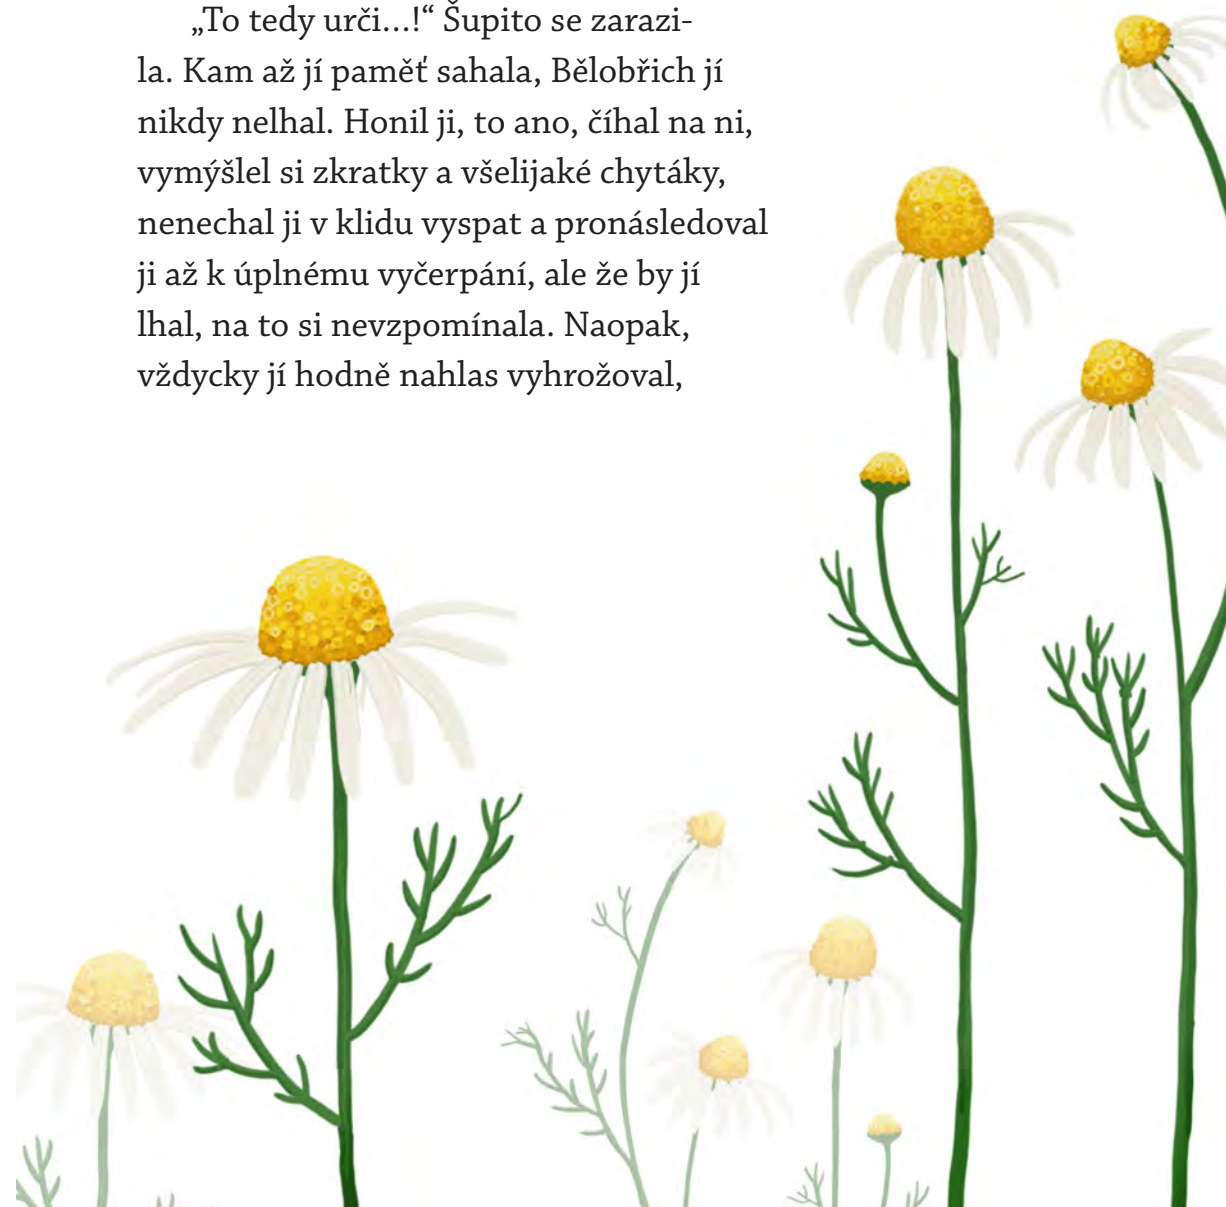 „To tedy urči...!“ Šupito se zarazi-
la. Kam až jí paměť sahala, Bělobřich jí
nikdy nelhal. Honil ji, to ano, číhal na ni,
vymýšlel si zkratky a všelijaké chytáky,
nenechal ji v klidu vyspat a pronásledoval
ji až k úplnému vyčerpání, ale že by jí
lhal, na to si nevzpomínala. Naopak,
vždycky jí hodně nahlas vyhrožoval,